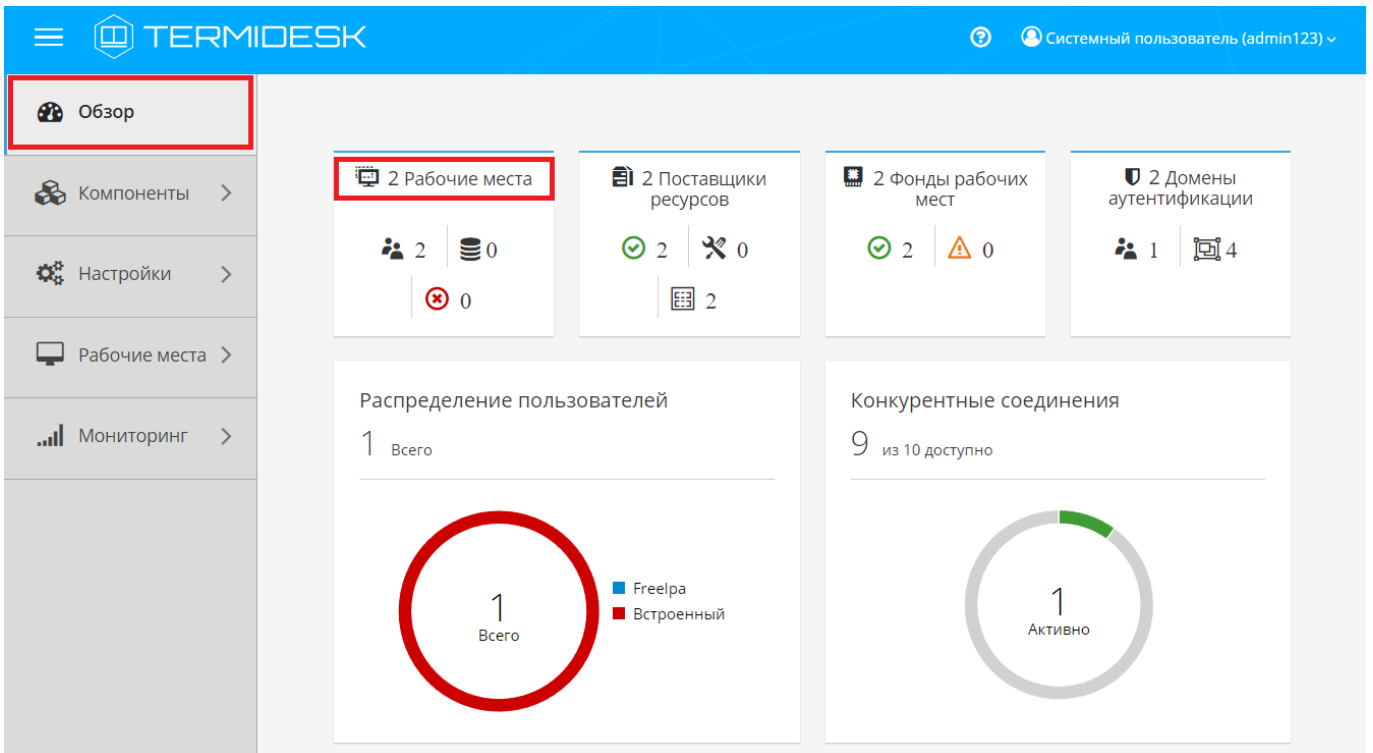 TERMIDESK
Системный пользователь (admin123)
Обзор
Компоненты
Настройки
Рабочие места
Мониторинг
2 Рабочие места
2
0
0
2 Поставщики
ресурсов
2
0
2
2 Фонды рабочих
мест
2
0
2 Домены
аутентификации
1
4
Распределение пользователей
1 Всего
1
Всего
FreeIpa
Встроенный
Конкурентные соединения
9 из 10 доступно
1
Активно